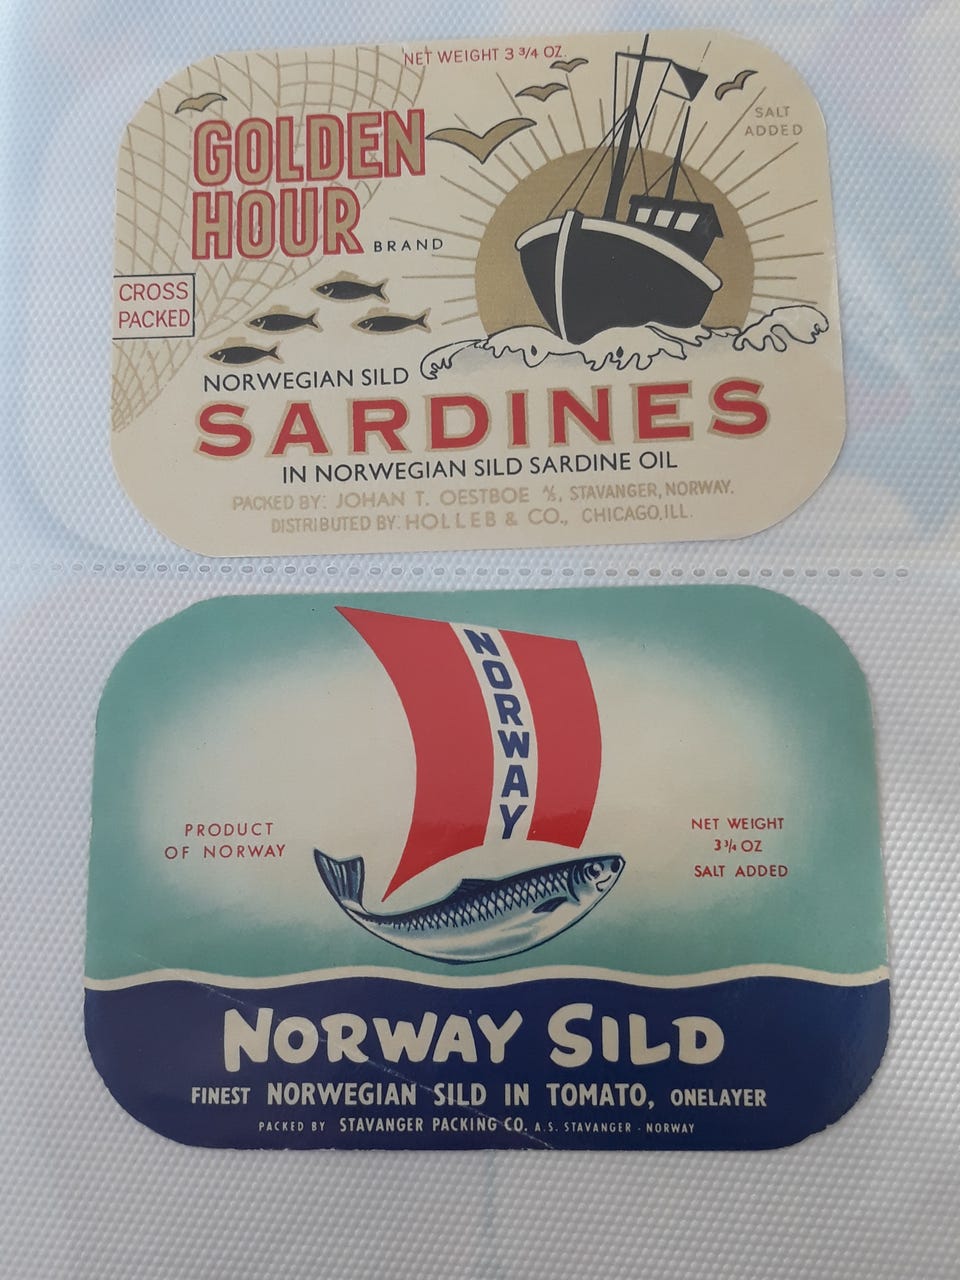 NET WEIGHT 3 3/4 OZ.
SALT
ADDED
GOLDEN
HOUR
BRAND
CROSS
PACKED
NORWEGIAN SILD
SARDINES
IN NORWEGIAN SILD SARDINE OIL
PACKED BY: JOHAN T. OESTBOE A/S, STAVANGER, NORWAY.
DISTRIBUTED BY: HOLLEB & CO., CHICAGO, ILL.
NORWAY
PRODUCT
OF NORWAY
NET WEIGHT
3 3/4 OZ
SALT ADDED
NORWAY SILD
FINEST NORWEGIAN SILD IN TOMATO, ONELAYER
PACKED BY STAVANGER PACKING CO. A.S. STAVANGER - NORWAY